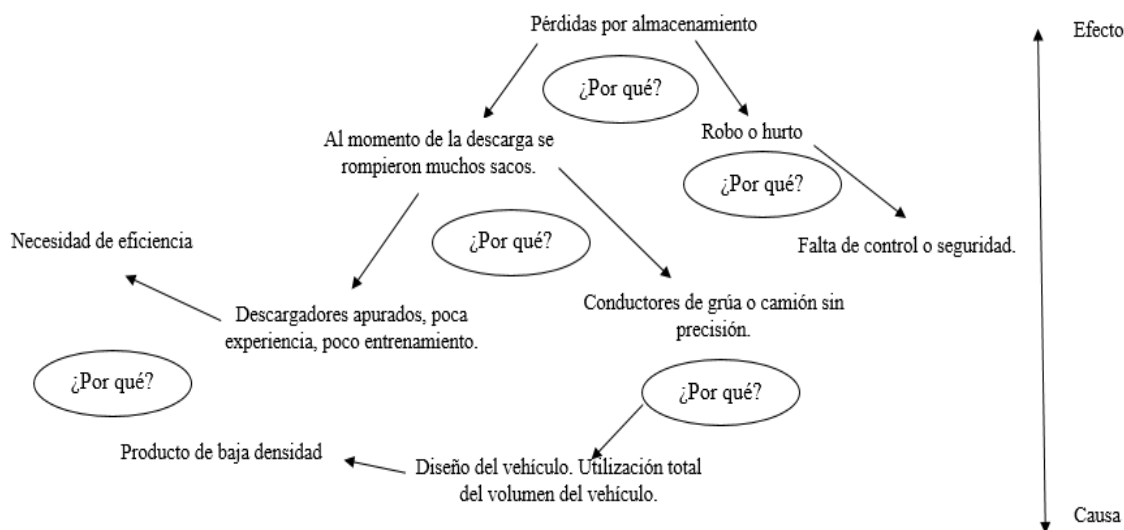 Pérdidas por almacenamiento
Efecto
¿Por qué?
Al momento de la descarga se
rompieron muchos sacos.
Robo o hurto
¿Por qué?
Necesidad de eficiencia
¿Por qué?
Falta de control o seguridad.
Descargadores apurados, poca
experiencia, poco entrenamiento.
Conductores de grúa o camión sin
precisión.
¿Por qué?
¿Por qué?
Producto de baja densidad
Diseño del vehículo. Utilización total
del volumen del vehículo.
Causa